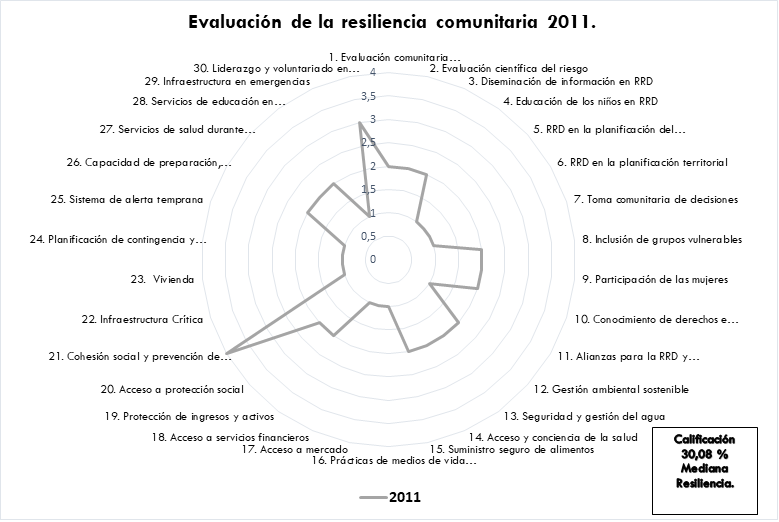 Evaluación de la resiliencia comunitaria 2011.
1. Evaluación comunitaria...
2. Evaluación científica del riesgo
3. Diseminación de información en RRD
4. Educación de los niños en RRD
5. RRD en la planificación del...
6. RRD en la planificación territorial
7. Toma comunitaria de decisiones
8. Inclusión de grupos vulnerables
9. Participación de las mujeres
10. Conocimiento de derechos e...
11. Alianzas para la RRD y...
12. Gestión ambiental sostenible
13. Seguridad y gestión del agua
14. Acceso y conciencia de la salud
15. Suministro seguro de alimentos
16. Prácticas de medios de vida...
17. Acceso a mercado
18. Acceso a servicios financieros
19. Protección de ingresos y activos
20. Acceso a protección social
21. Cohesión social y prevención de...
22. Infraestructura Crítica
23. Vivienda
24. Planificación de contingencia y...
25. Sistema de alerta temprana
26. Capacidad de preparación,...
27. Servicios de salud durante...
28. Servicios de educación en...
29. Infraestructura en emergencias
30. Liderazgo y voluntariado en...
4
3,5
3
2,5
2
1,5
1
0,5
0
Calificación
30,08 %
Mediana
Resiliencia.
2011